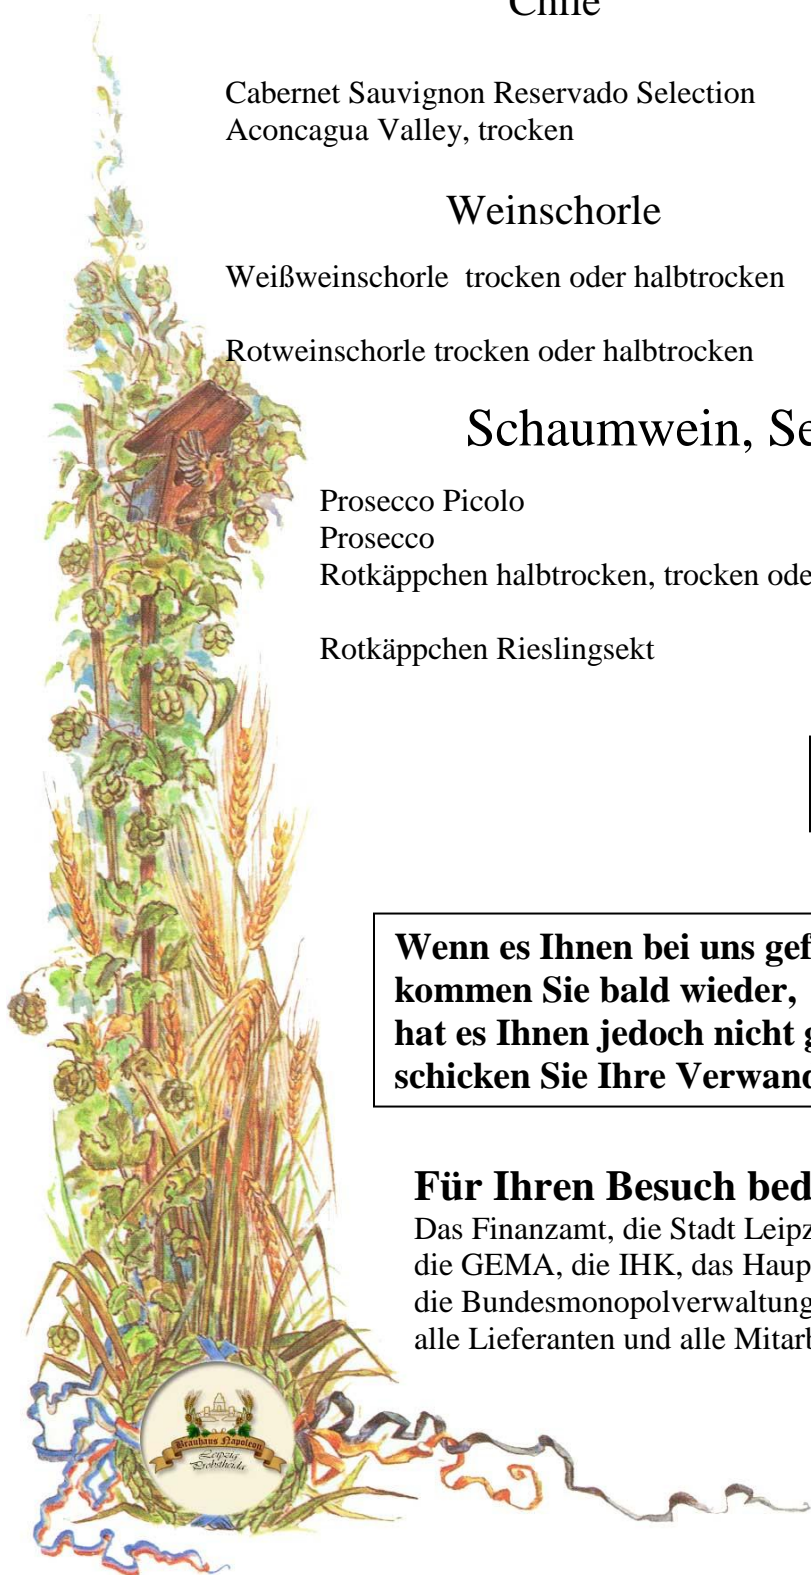 Chile
Cabernet Sauvignon Reservado Selection
Aconcagua Valley, trocken
Weinschorle
Weißweinschorle trocken oder halbtrocken
Rotweinschorle trocken oder halbtrocken
Schaumwein, Se
Prosecco Picolo
Prosecco
Rotkäppchen halbtrocken, trocken ode
Rotkäppchen Rieslingsekt
Wenn es Ihnen bei uns gef
kommen Sie bald wieder,
hat es Ihnen jedoch nicht g
schicken Sie Ihre Verwand
Für Ihren Besuch bed
Das Finanzamt, die Stadt Leipz
die GEMA, die IHK, das Haup
die Bundesmonopolverwaltung
alle Lieferanten und alle Mitarb
Brauhaus Napoleon
Leipzig
Probstheida